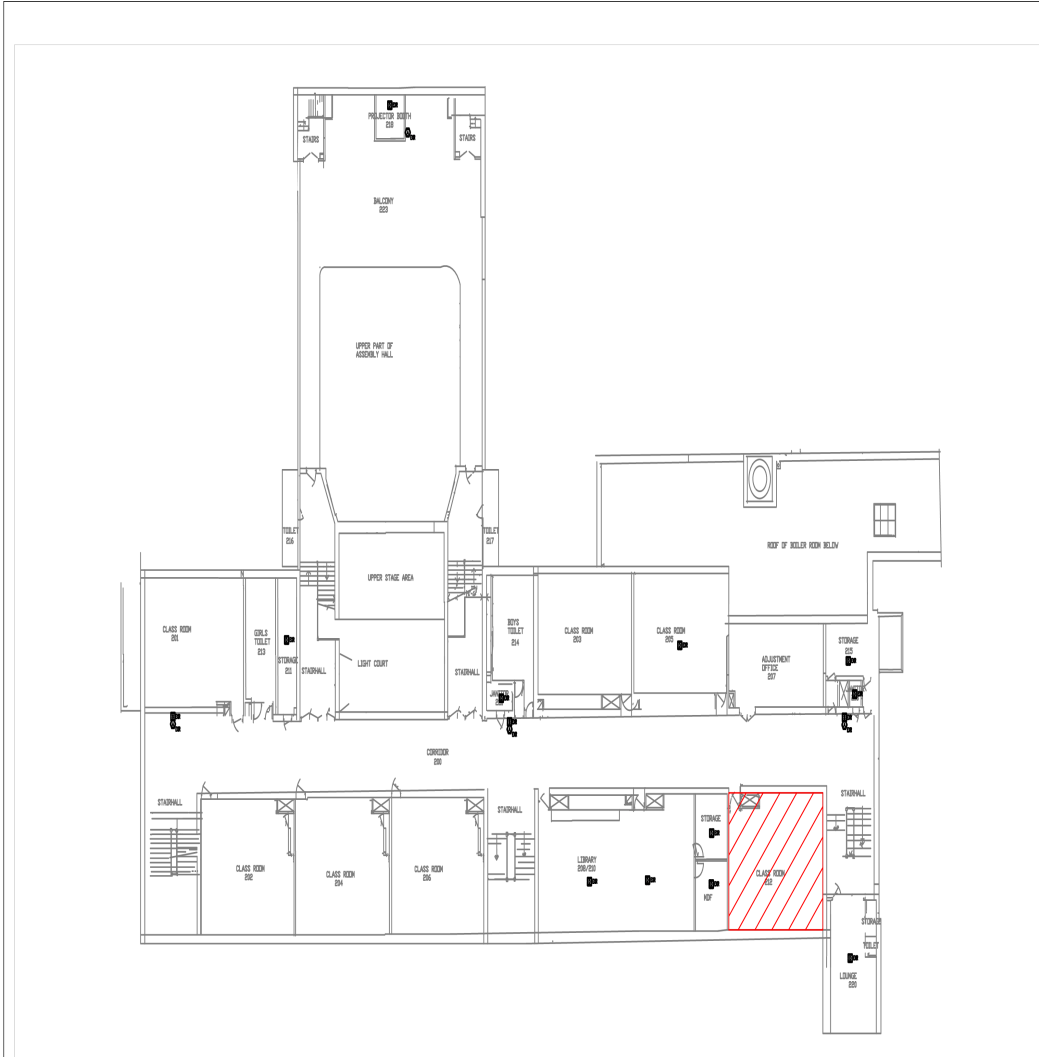 PROJECTOR BOOTH
218
STAIRS
STAIRS
BALCONY
223
UPPER PART OF
ASSEMBLY HALL
TOILET
216
TOILET
217
ROOF OF BOILER ROOM BELOW
UPPER STAGE AREA
CLASS ROOM
201
GIRLS
TOILET
213
STORAGE
211
STAIRHALL
LIGHT COURT
STAIRHALL
BOYS
TOILET
214
CLASS ROOM
203
CLASS ROOM
205
ADJUSTMENT
OFFICE
207
STORAGE
215
CORRIDOR
200
STAIRHALL
CLASS ROOM
202
CLASS ROOM
204
CLASS ROOM
206
STAIRHALL
LIBRARY
208/210
STORAGE
MDF
CLASS ROOM
212
STAIRHALL
STORAGE
TOILET
LOUNGE
220